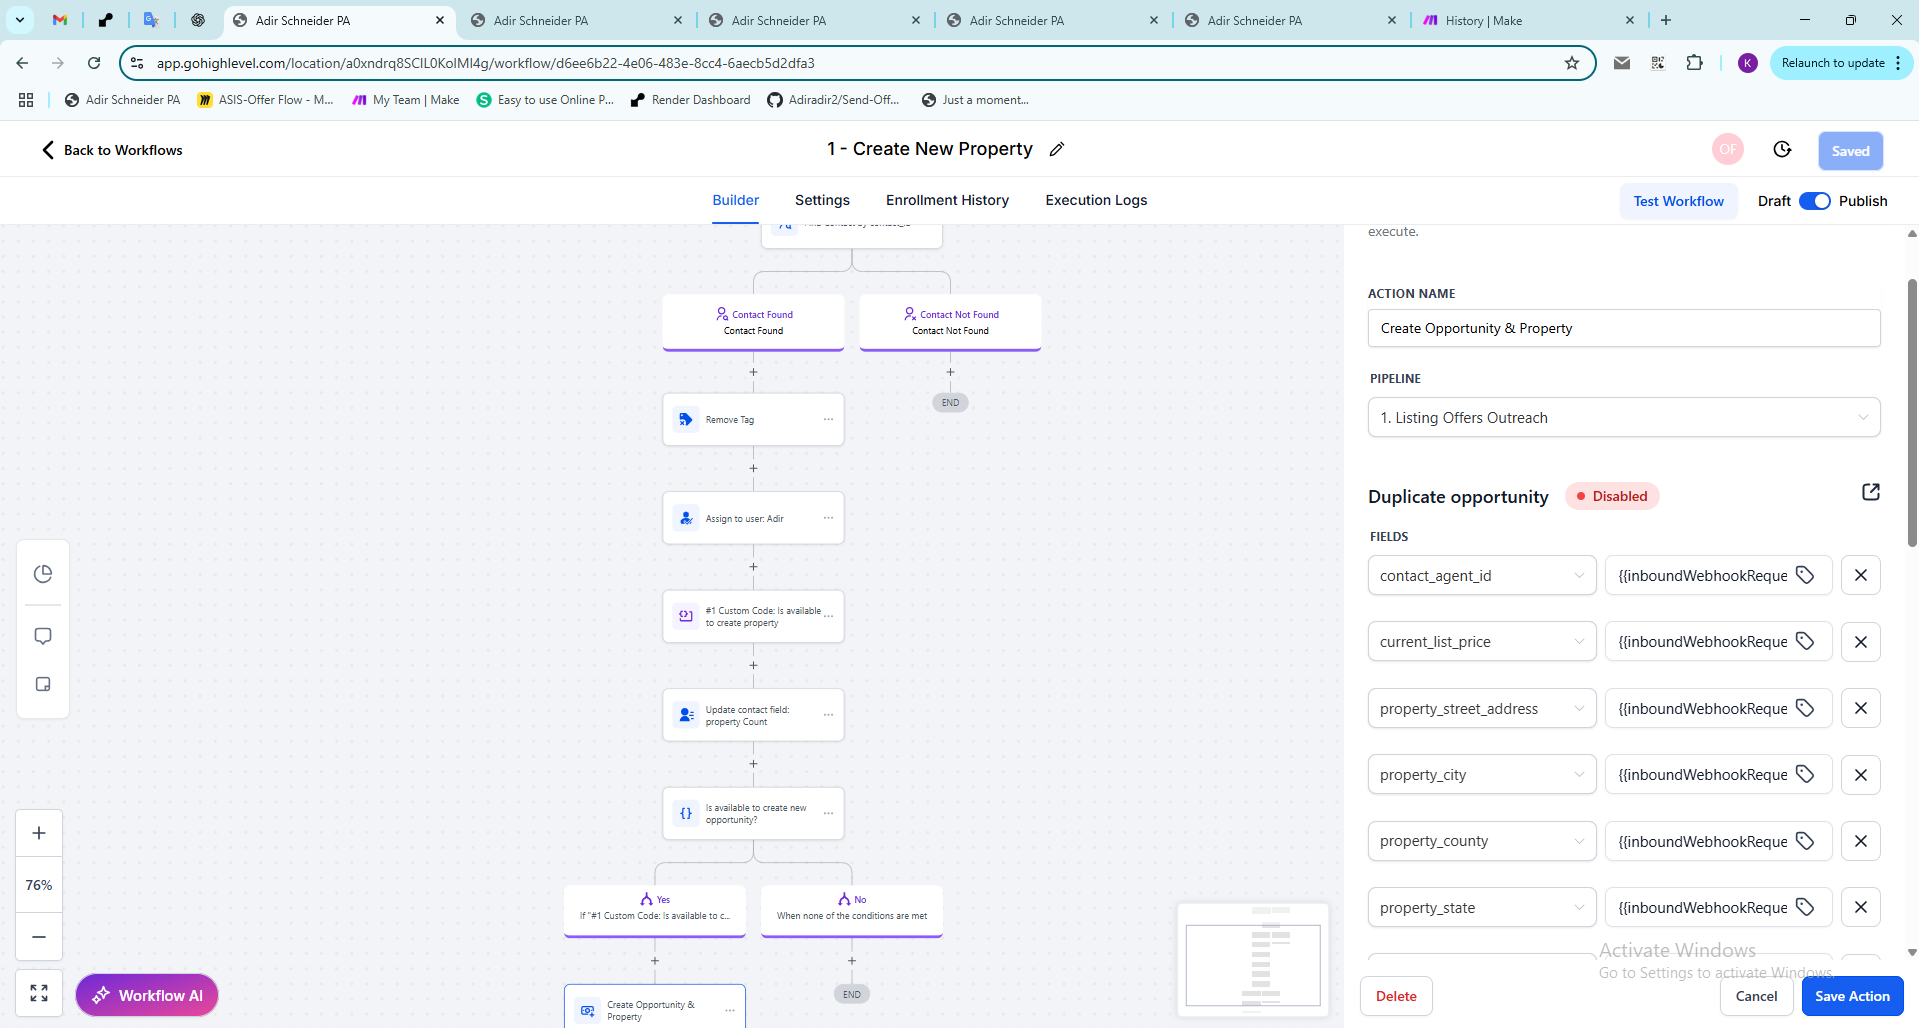 Adir Schneider PA
Adir Schneider PA
Adir Schneider PA
Adir Schneider PA
Adir Schneider PA
History | Make
app.gohighlevel.com/location/a0xndrq8SCIL0KolMI4g/workflow/d6ee6b22-4e06-483e-8cc4-6aecb5d2dfa3
K
Relaunch to update
Adir Schneider PA
ASIS-Offer Flow - M...
My Team | Make
Easy to use Online P...
Render Dashboard
Adiradir2/Send-Off...
Just a moment...
Back to Workflows
1 - Create New Property
OF
Saved
Builder
Settings
Enrollment History
Execution Logs
Test Workflow
Draft
Publish
execute.
Contact Found
Contact Found
Contact Not Found
Contact Not Found
END
Remove Tag
Assign to user: Adir
#1 Custom Code: Is available
to create property
Update contact field:
property Count
Is available to create new
opportunity?
Yes
If "#1 Custom Code: Is available to c...
No
When none of the conditions are met
END
Create Opportunity &
Property
76%
Workflow AI
ACTION NAME
Create Opportunity & Property
PIPELINE
1. Listing Offers Outreach
Duplicate opportunity
Disabled
FIELDS
contact_agent_id
{{inboundWebhookReque
current_list_price
{{inboundWebhookReque
property_street_address
{{inboundWebhookReque
property_city
{{inboundWebhookReque
property_county
{{inboundWebhookReque
property_state
{{inboundWebhookReque
Activate Windows
Go to Settings to activate Windows.
Delete
Cancel
Save Action